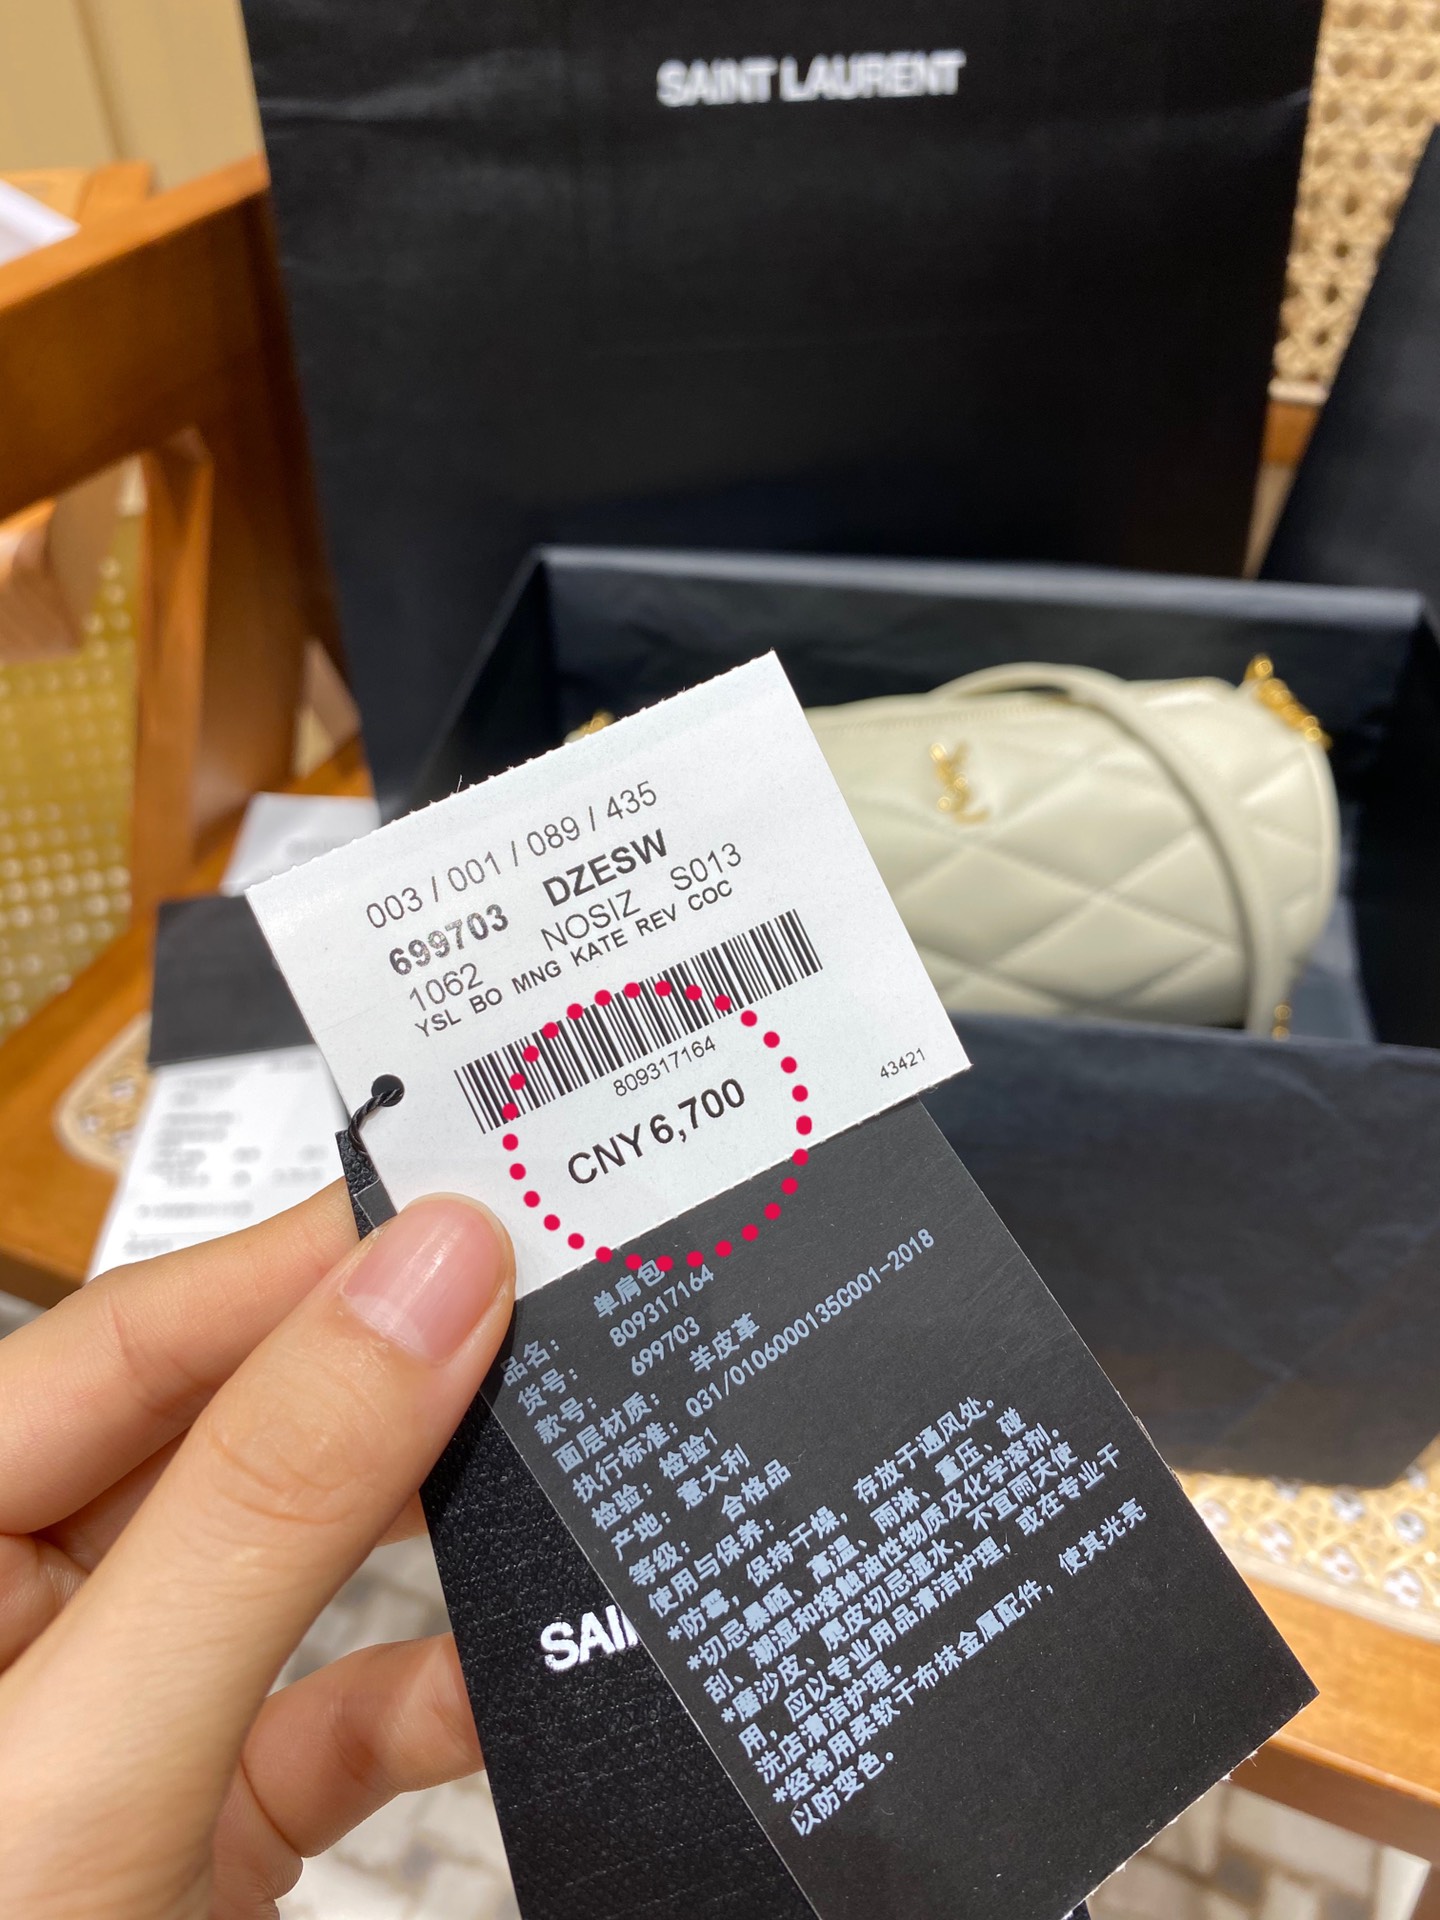 SAINT LAURENT
003 / 001 / 089 / 435
699703 DZESW
1062 NOSIZ S013
YSL BO MNG KATE REV COC
809317164
43421
CNY 6,700
品名: 单肩包
货号: 809317164
款号: 699703
面层材质: 羊皮革
执行标准: 031/0106000135C001-2018
检验: 检验1
产地: 意大利
等级: 合格品
使用与保养:
*防霉, 保持干燥, 存放于通风处。
*切忌暴晒、高温、雨淋、重压、碰
刮、潮湿和接触油性物质及化学溶剂。
*磨沙皮、麂皮切忌湿水、不宜雨天使
用, 应以专业用品清洁护理, 或在专业干
洗店清洁护理。
*经常用柔软干布抹金属配件, 使其光亮
以防变色。
SAI